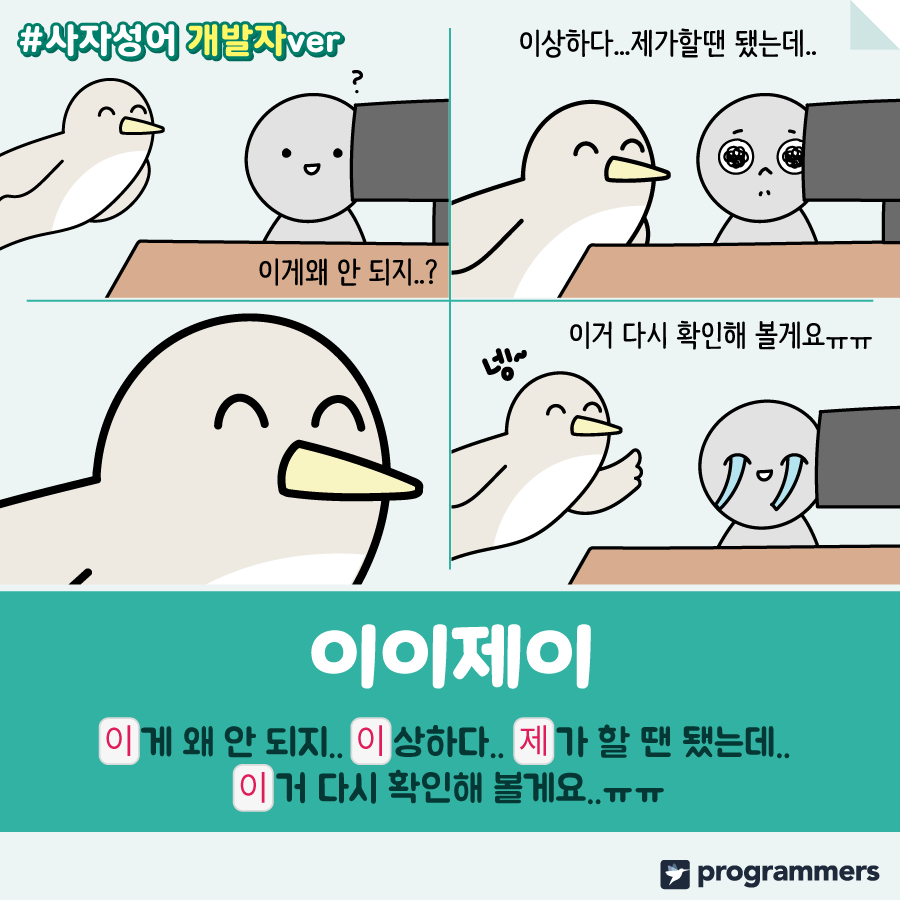 #사자성어 개발자ver
?
이게왜 안 되지..?
이상하다...제가할땐 됐는데..
이거 다시 확인해 볼게요ㅠㅠ
넹~
이이제이
이게 왜 안 되지.. 이상하다.. 제가 할 땐 됐는데..
이거 다시 확인해 볼게요..ㅠㅠ
programmers